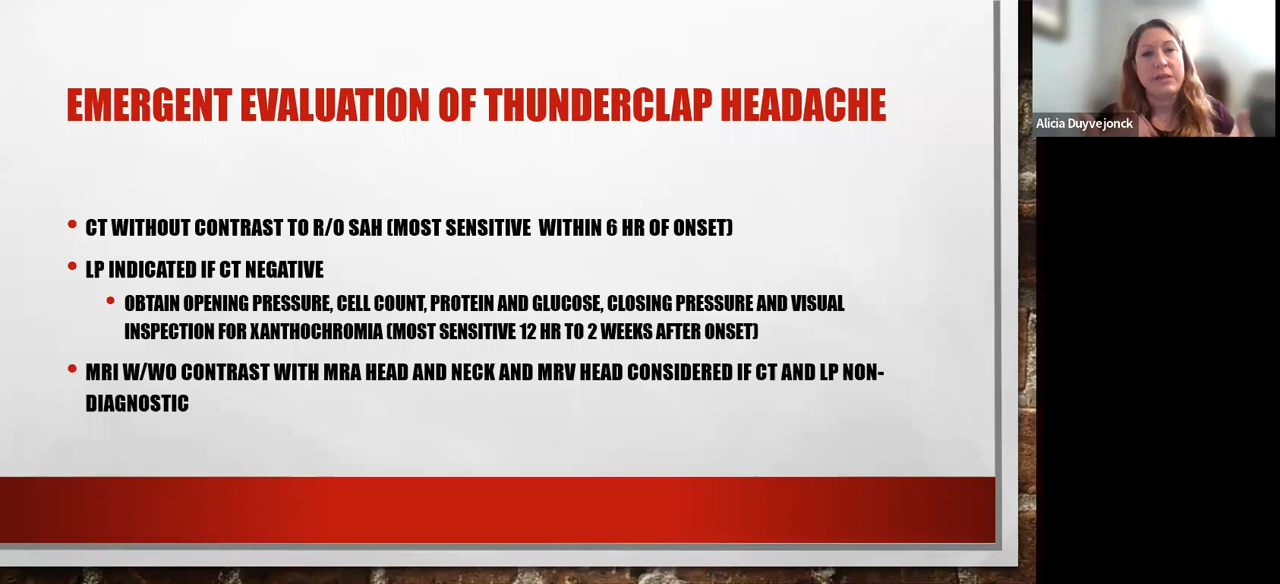 EMERGENT EVALUATION OF THUNDERCLAP HEADACHE
• CT WITHOUT CONTRAST TO R/O SAH (MOST SENSITIVE WITHIN 6 HR OF ONSET)
• LP INDICATED IF CT NEGATIVE
• OBTAIN OPENING PRESSURE, CELL COUNT, PROTEIN AND GLUCOSE, CLOSING PRESSURE AND VISUAL
INSPECTION FOR XANTHOCHROMIA (MOST SENSITIVE 12 HR TO 2 WEEKS AFTER ONSET)
• MRI W/WO CONTRAST WITH MRA HEAD AND NECK AND MRV HEAD CONSIDERED IF CT AND LP NON-
DIAGNOSTIC
Alicia Duyvejonck